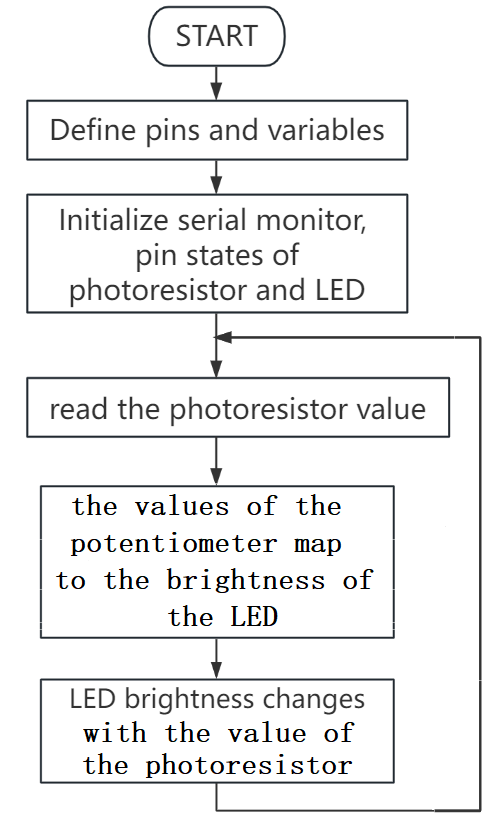 START
Define pins and variables
Initialize serial monitor,
pin states of
photoresistor and LED
read the photoresistor value
the values of the
potentiometer map
to the brightness of
the LED
LED brightness changes
with the value of
the photoresistor